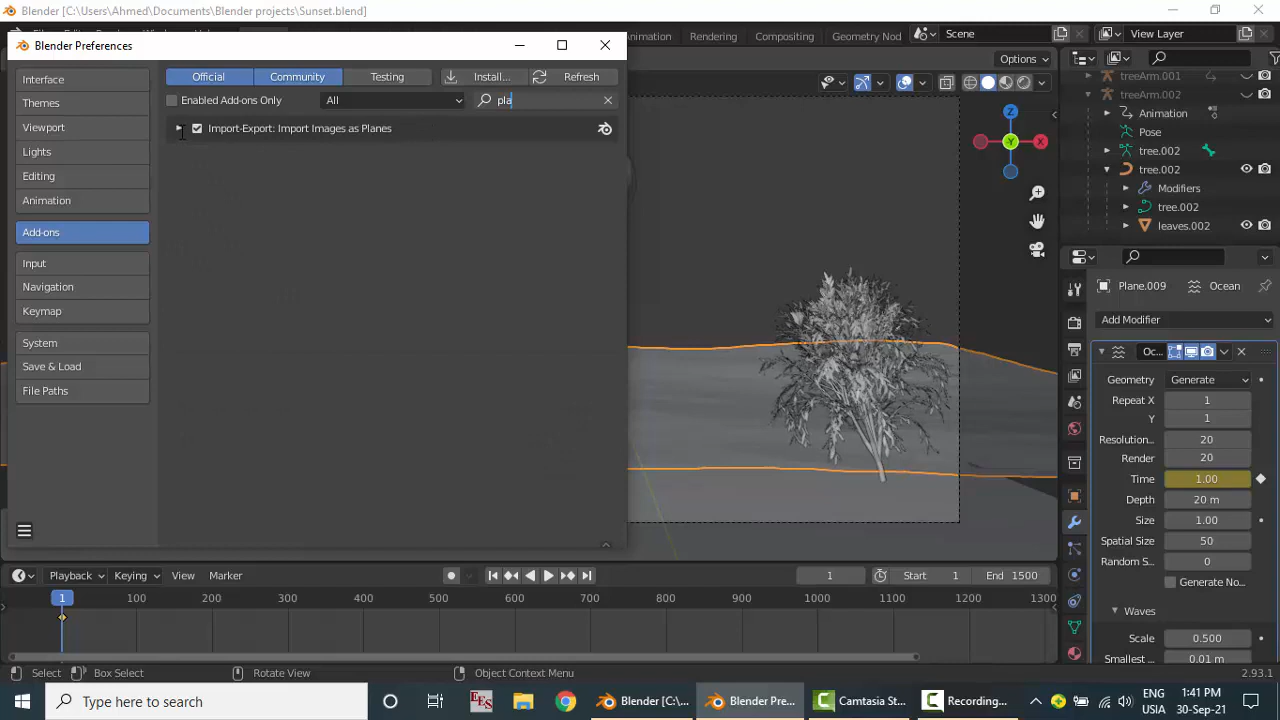 Blender [C:\Users\Ahmed\Documents\Blender projects\Sunset.blend]
Animation Rendering Compositing Geometry Nod Scene View Layer
Blender Preferences
Options
Interface
Themes
Viewport
Lights
Editing
Animation
Add-ons
Input
Navigation
Keymap
System
Save & Load
File Paths
Official Community Testing Install... Refresh
Enabled Add-ons Only All pla
Import-Export: Import Images as Planes
Z
Y
X
treeArm.001
treeArm.002
Animation
Pose
tree.002
tree.002
Modifiers
tree.002
leaves.002
Plane.009 Ocean
Add Modifier
Oc...
Geometry Generate
Repeat X 1
Y 1
Resolution... 20
Render 20
Time 1.00
Depth 20 m
Size 1.00
Spatial Size 50
Random S... 0
Generate No...
Waves
Scale 0.500
Smallest ... 0.01 m
Playback Keying View Marker 1 Start 1 End 1500
1 100 200 300 400 500 600 700 800 900 1000 1100 1200 1300
Select Box Select Rotate View Object Context Menu 2.93.1
Type here to search
EES
Blender [C:\... Blender Pre... Camtasia St... Recording...
ENG
USIA
1:41 PM
30-Sep-21